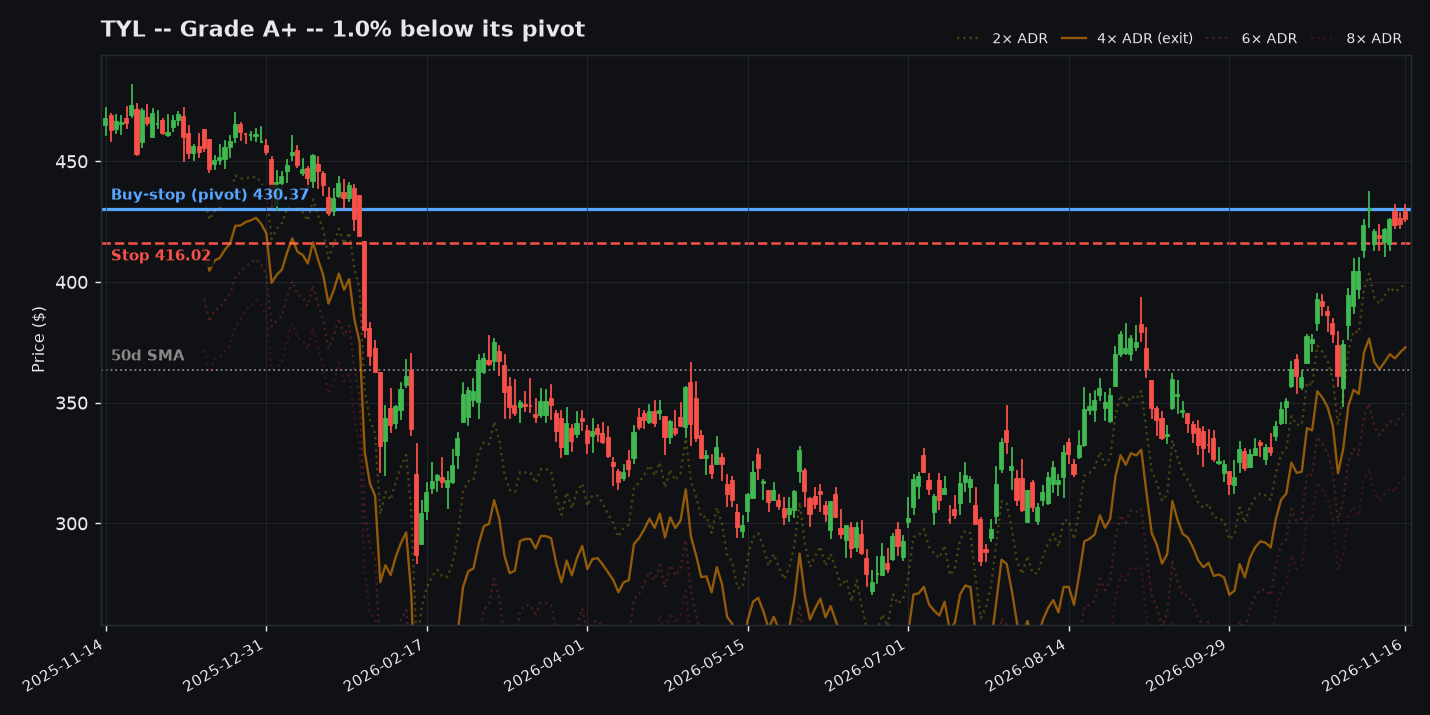 TYL -- Grade A+ -- 1.0% below its pivot
2× ADR
4× ADR (exit)
6× ADR
8× ADR
450
Buy-stop (pivot) 430.37
Stop 416.02
400
50d SMA
350
300
Price ($)
2025-11-14
2025-12-31
2026-02-17
2026-04-01
2026-05-15
2026-07-01
2026-08-14
2026-09-29
2026-11-16